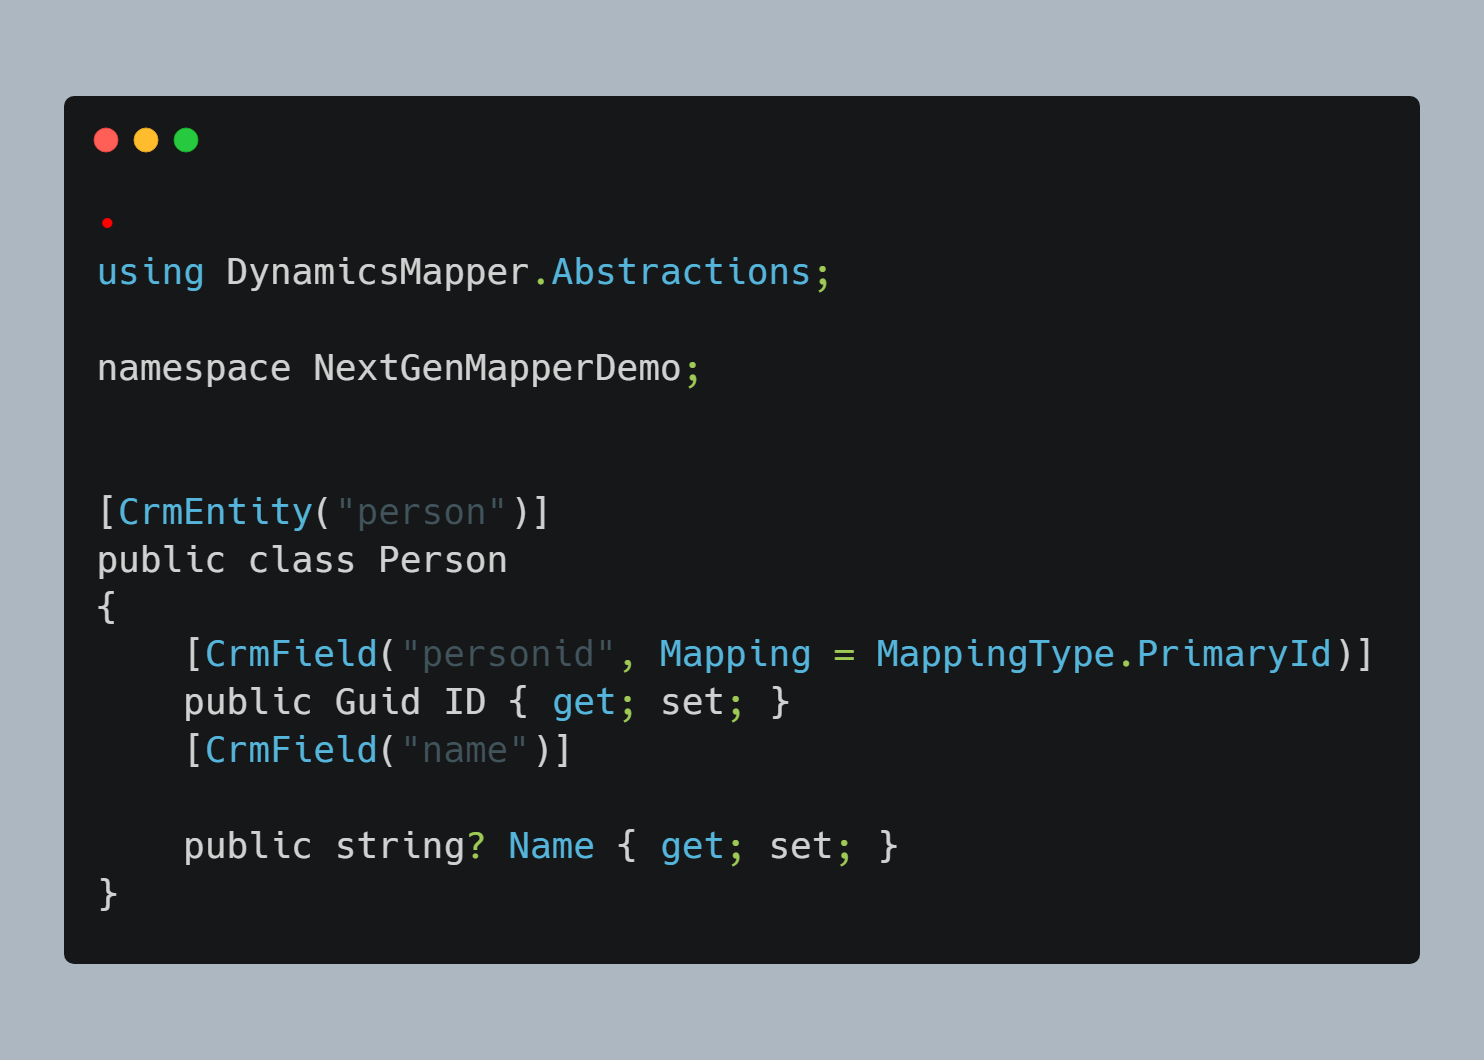 using DynamicsMapper.Abstractions;
namespace NextGenMapperDemo;
[CrmEntity("person")]
public class Person
{
    [CrmField("personid", Mapping = MappingType.PrimaryId)]
    public Guid ID { get; set; }
    [CrmField("name")]
    public string? Name { get; set; }
}